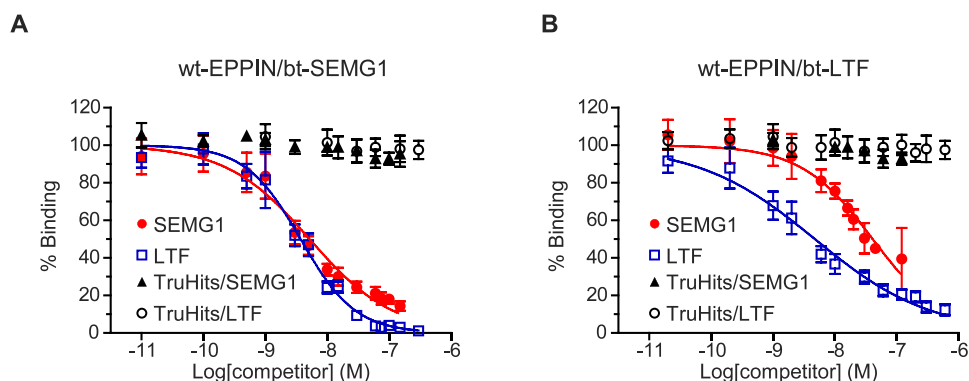 A
wt-EPPIN/bt-SEMG1
% Binding
120
100
80
60
40
20
0
SEMG1
LTF
TruHits/SEMG1
TruHits/LTF
-11 -10 -9 -8 -7 -6
Log[competitor] (M)
B
wt-EPPIN/bt-LTF
% Binding
120
100
80
60
40
20
0
SEMG1
LTF
TruHits/SEMG1
TruHits/LTF
-11 -10 -9 -8 -7 -6
Log[competitor] (M)